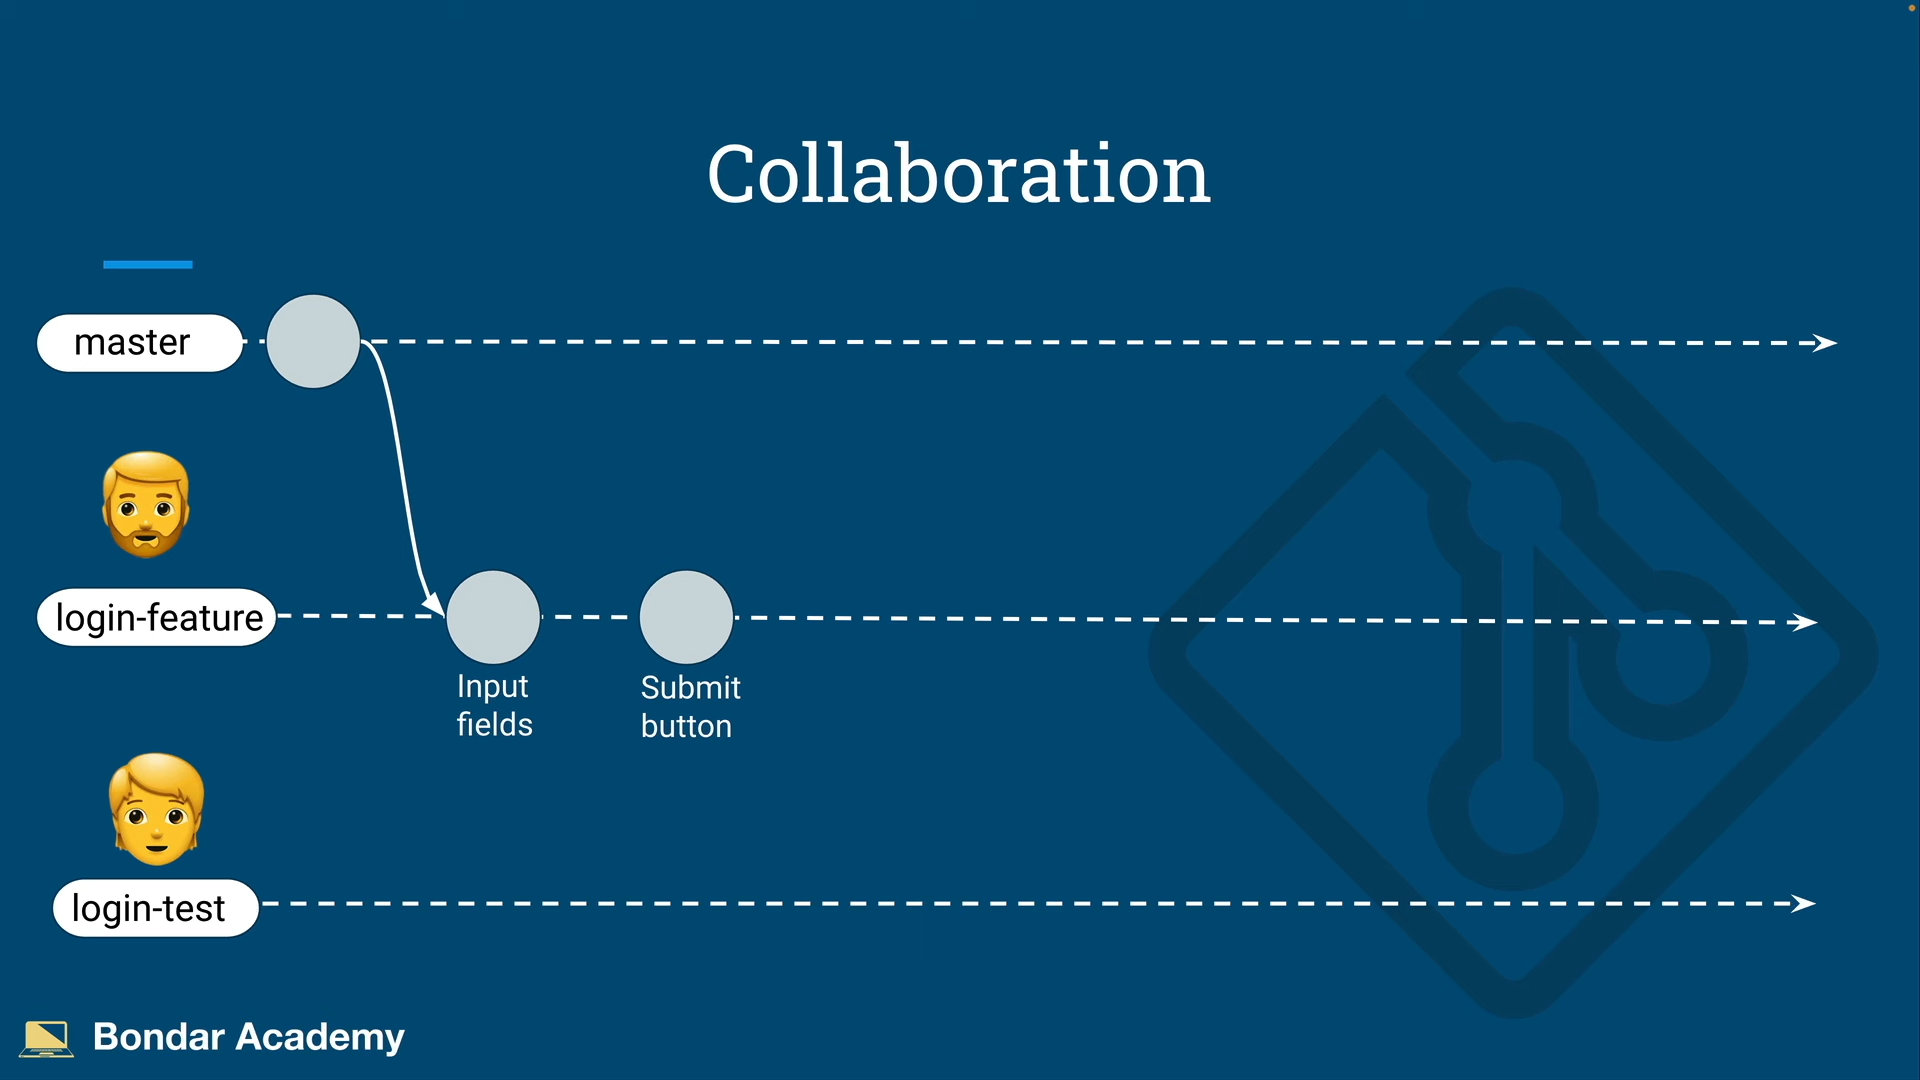 Collaboration
master
login-feature
Input
fields
Submit
button
login-test
Bondar Academy